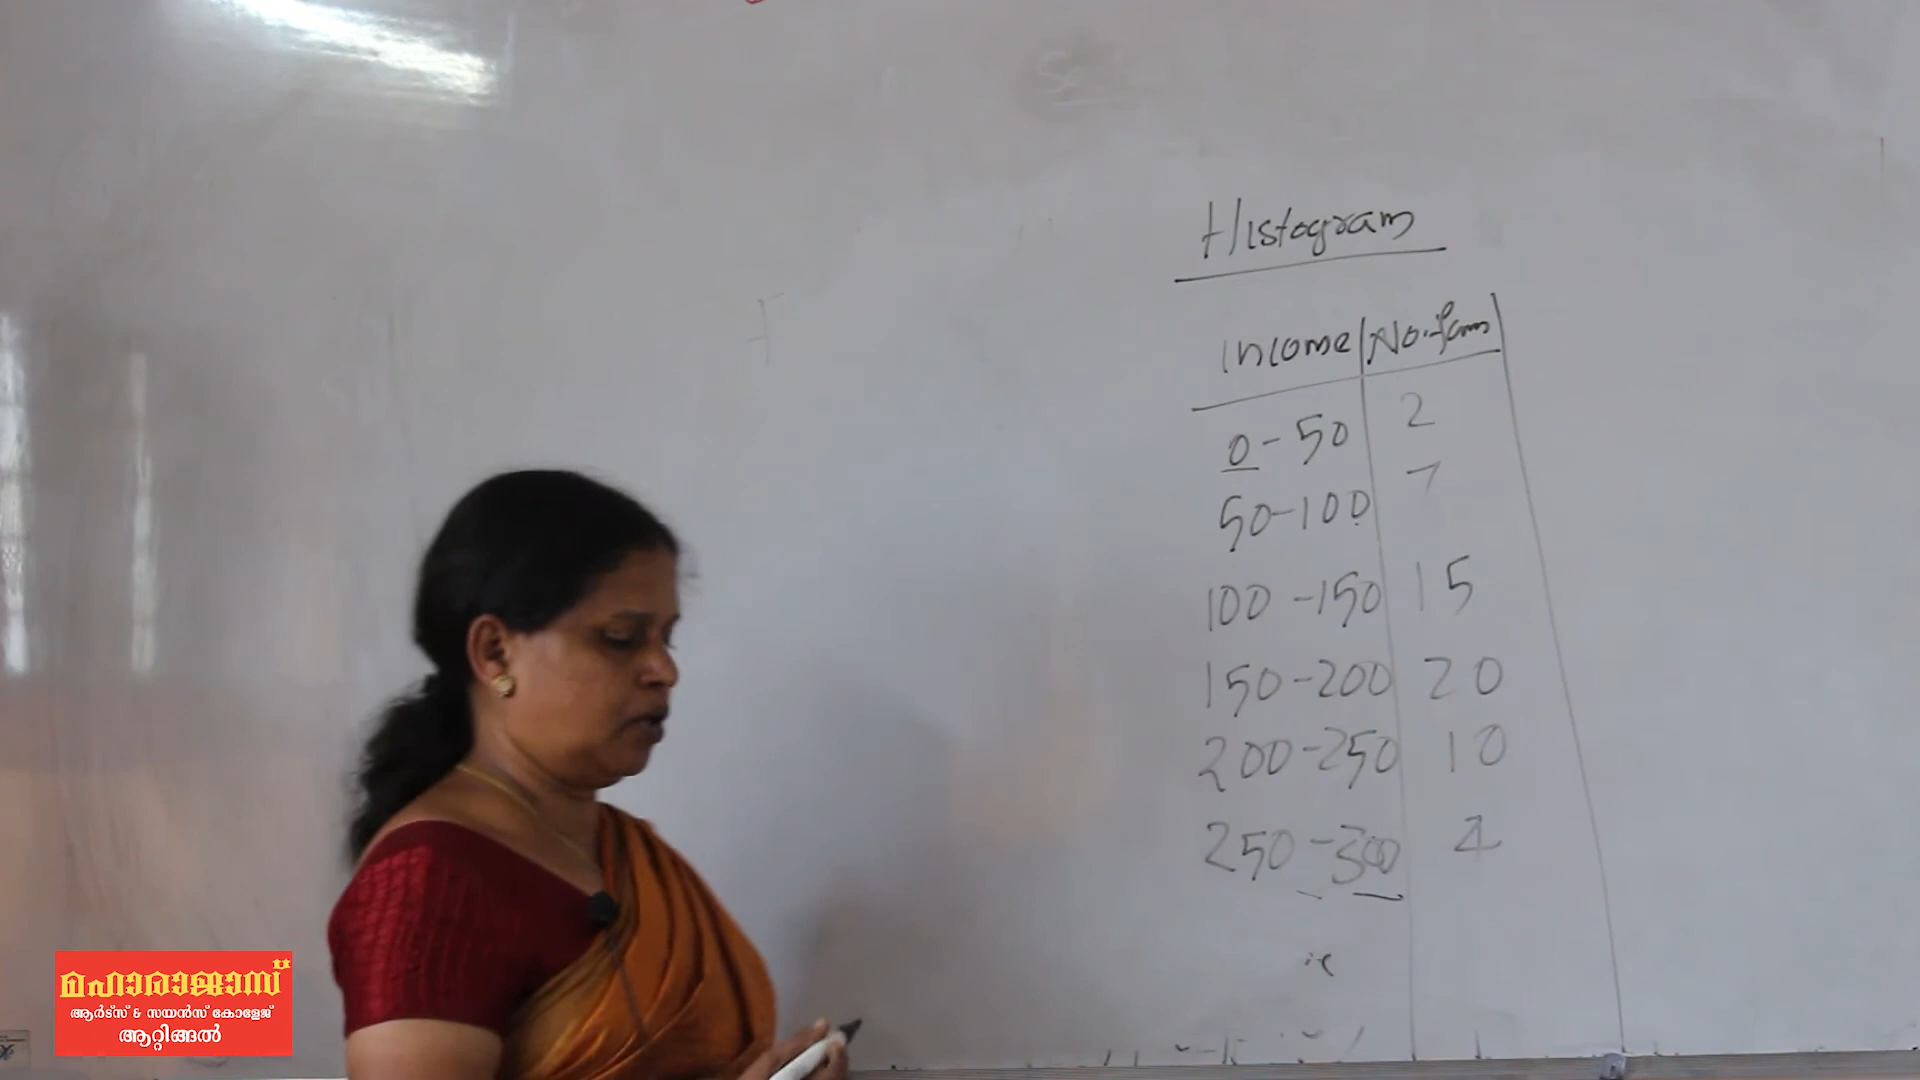 Histogram
Income No. fam
0 - 50 2
50 - 100 7
100 - 150 15
150 - 200 20
200 - 250 10
250 - 300 4
മഹാരാജാസ്
ആർട്സ് & സയൻസ് കോളേജ്
ആറ്റിങ്ങൽ